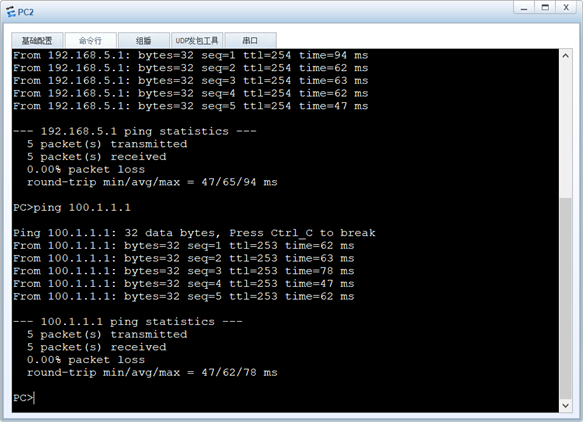 PC2
基础配置 命令行 组播 UDP发包工具 串口
From 192.168.5.1: bytes=32 seq=1 ttl=254 time=94 ms
From 192.168.5.1: bytes=32 seq=2 ttl=254 time=62 ms
From 192.168.5.1: bytes=32 seq=3 ttl=254 time=63 ms
From 192.168.5.1: bytes=32 seq=4 ttl=254 time=62 ms
From 192.168.5.1: bytes=32 seq=5 ttl=254 time=47 ms
--- 192.168.5.1 ping statistics ---
5 packet(s) transmitted
5 packet(s) received
0.00% packet loss
round-trip min/avg/max = 47/65/94 ms
PC>ping 100.1.1.1
Ping 100.1.1.1: 32 data bytes, Press Ctrl_C to break
From 100.1.1.1: bytes=32 seq=1 ttl=253 time=62 ms
From 100.1.1.1: bytes=32 seq=2 ttl=253 time=63 ms
From 100.1.1.1: bytes=32 seq=3 ttl=253 time=78 ms
From 100.1.1.1: bytes=32 seq=4 ttl=253 time=47 ms
From 100.1.1.1: bytes=32 seq=5 ttl=253 time=62 ms
--- 100.1.1.1 ping statistics ---
5 packet(s) transmitted
5 packet(s) received
0.00% packet loss
round-trip min/avg/max = 47/62/78 ms
PC>